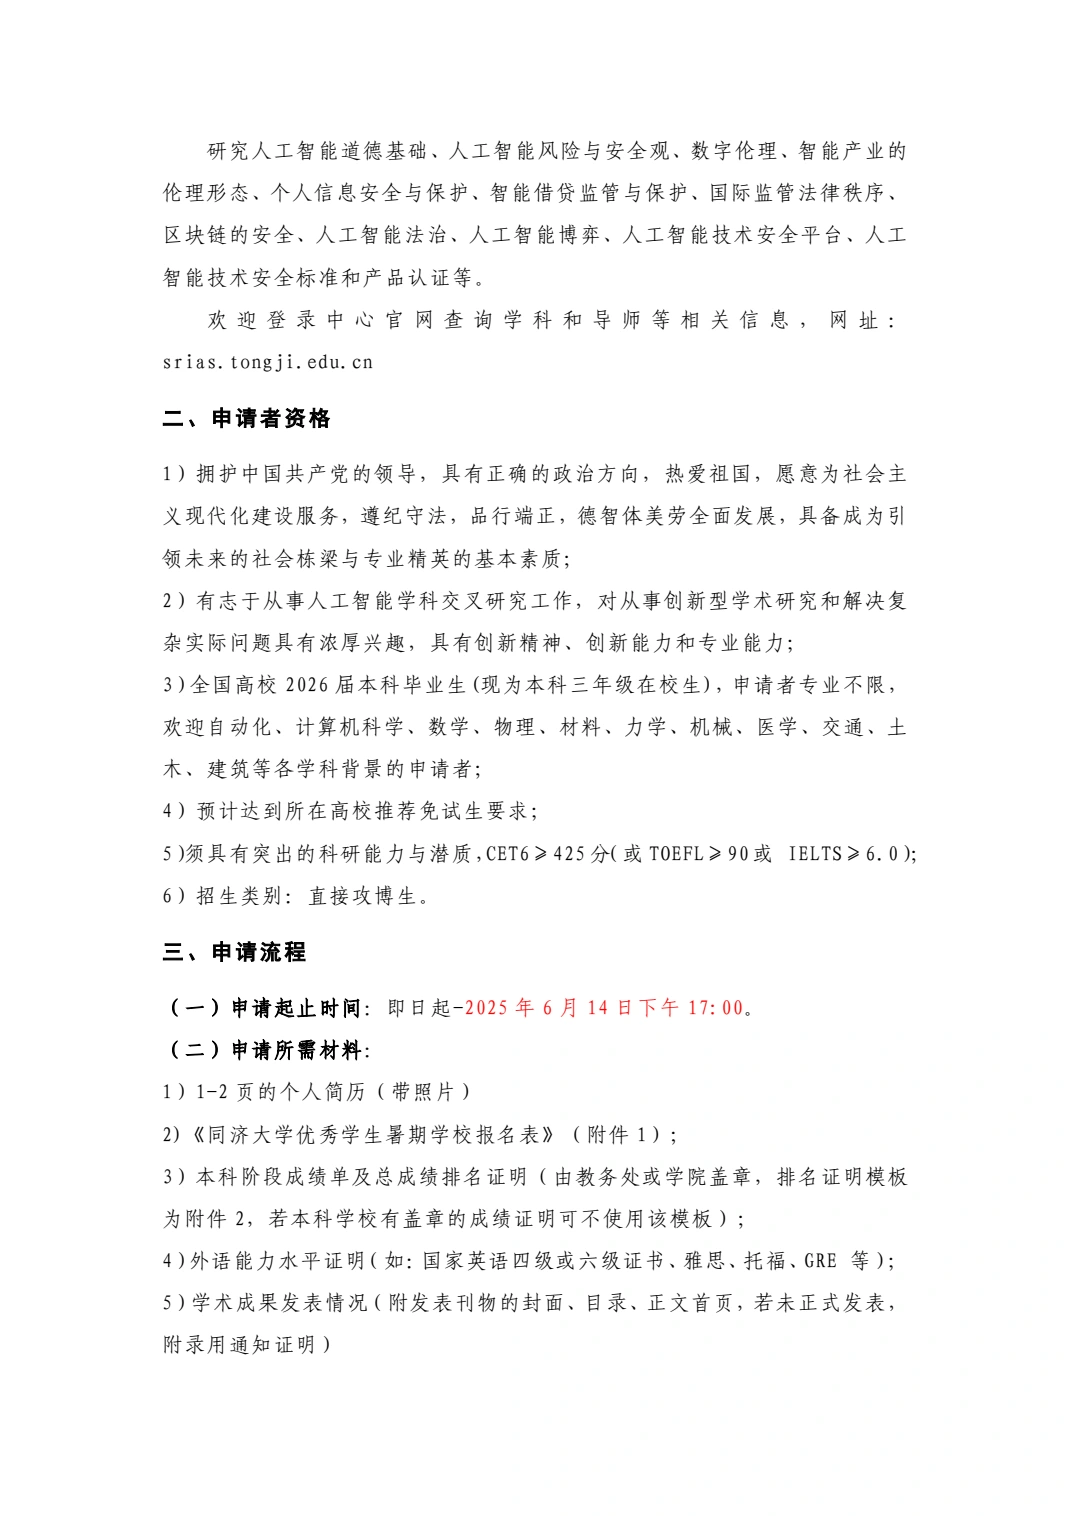 研究人工智能道德基础、人工智能风险与安全观、数字伦理、智能产业的
伦理形态、个人信息安全与保护、智能借贷监管与保护、国际监管法律秩序、
区块链的安全、人工智能法治、人工智能博弈、人工智能技术安全平台、人工
智能技术安全标准和产品认证等。
欢迎登录中心官网查询学科和导师等相关信息，网址：
srias.tongji.edu.cn
二、申请者资格
1）拥护中国共产党的领导，具有正确的政治方向，热爱祖国，愿意为社会主
义现代化建设服务，遵纪守法，品行端正，德智体美劳全面发展，具备成为引
领未来的社会栋梁与专业精英的基本素质；
2）有志于从事人工智能学科交叉研究工作，对从事创新型学术研究和解决复
杂实际问题具有浓厚兴趣，具有创新精神、创新能力和专业能力；
3)全国高校 2026 届本科毕业生(现为本科三年级在校生)，申请者专业不限，
欢迎自动化、计算机科学、数学、物理、材料、力学、机械、医学、交通、土
木、建筑等各学科背景的申请者；
4）预计达到所在高校推荐免试生要求；
5)须具有突出的科研能力与潜质，CET6≥425分(或 TOEFL≥90或 IELTS≥6.0)；
6）招生类别：直接攻博生。
三、申请流程
（一）申请起止时间：即日起-2025 年 6 月 14 日下午 17:00。
（二）申请所需材料：
1）1-2 页的个人简历（带照片）
2)《同济大学优秀学生暑期学校报名表》（附件 1）；
3）本科阶段成绩单及总成绩排名证明（由教务处或学院盖章，排名证明模板
为附件 2，若本科学校有盖章的成绩证明可不使用该模板）；
4)外语能力水平证明(如：国家英语四级或六级证书、雅思、托福、GRE 等)；
5)学术成果发表情况(附发表刊物的封面、目录、正文首页，若未正式发表，
附录用通知证明）